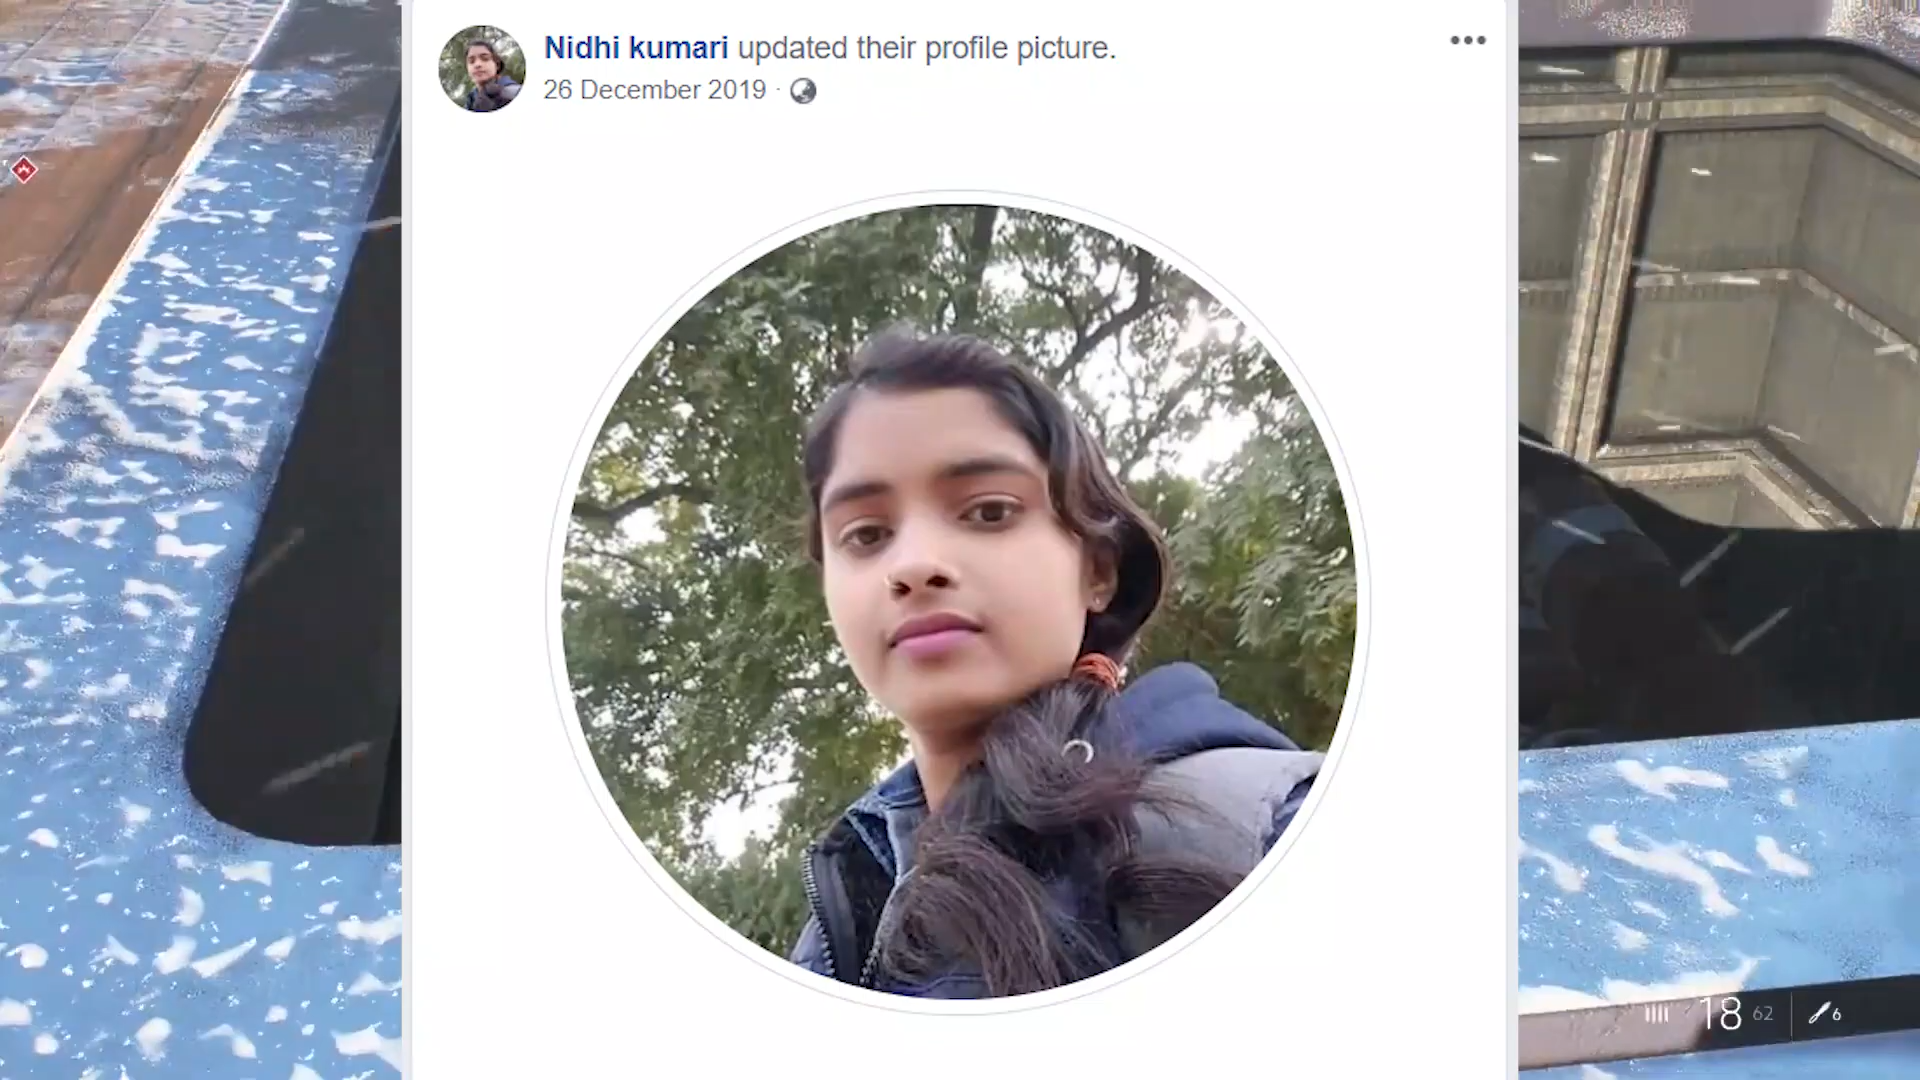 Nidhi kumari updated their profile picture.
26 December 2019 ·
18 62
6